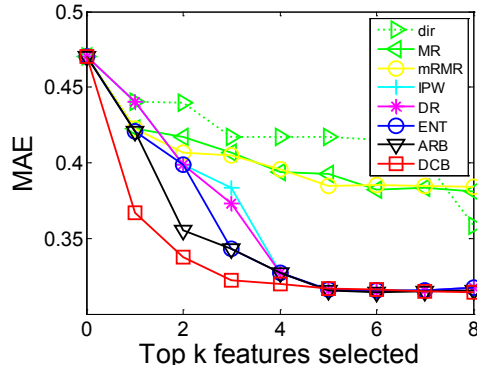 0.5
0.45
0.4
0.35
MAE
0
2
4
6
8
Top k features selected
dir
MR
mRMR
IPW
DR
ENT
ARB
DCB